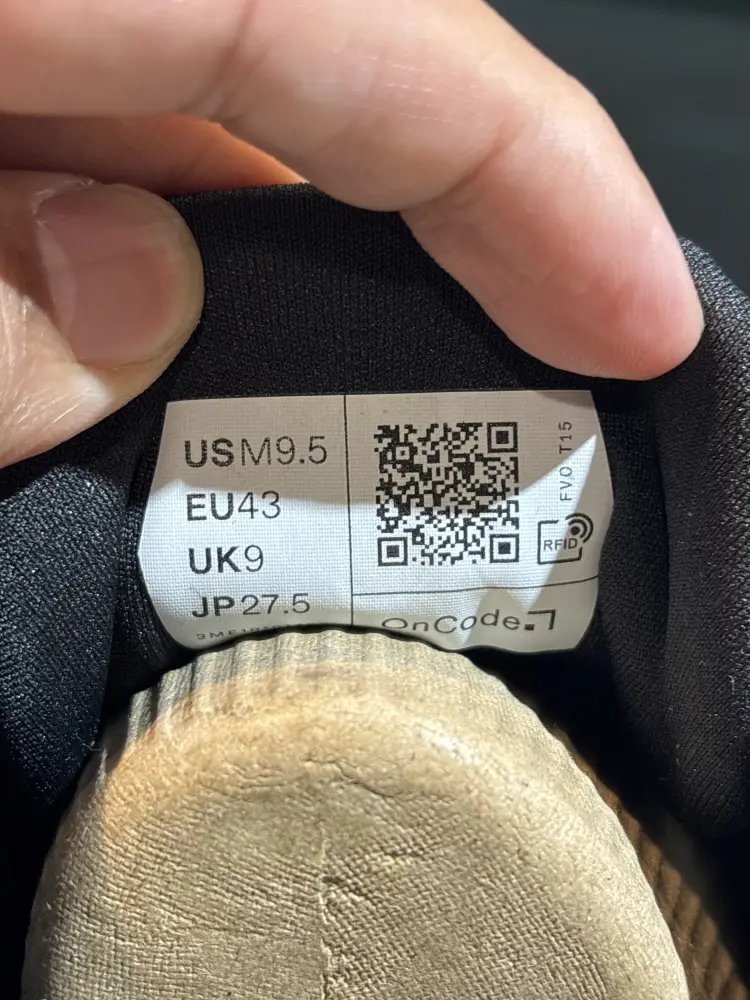 USM9.5
EU43
UK9
JP27.5
FVO T15
RFID
OnCode